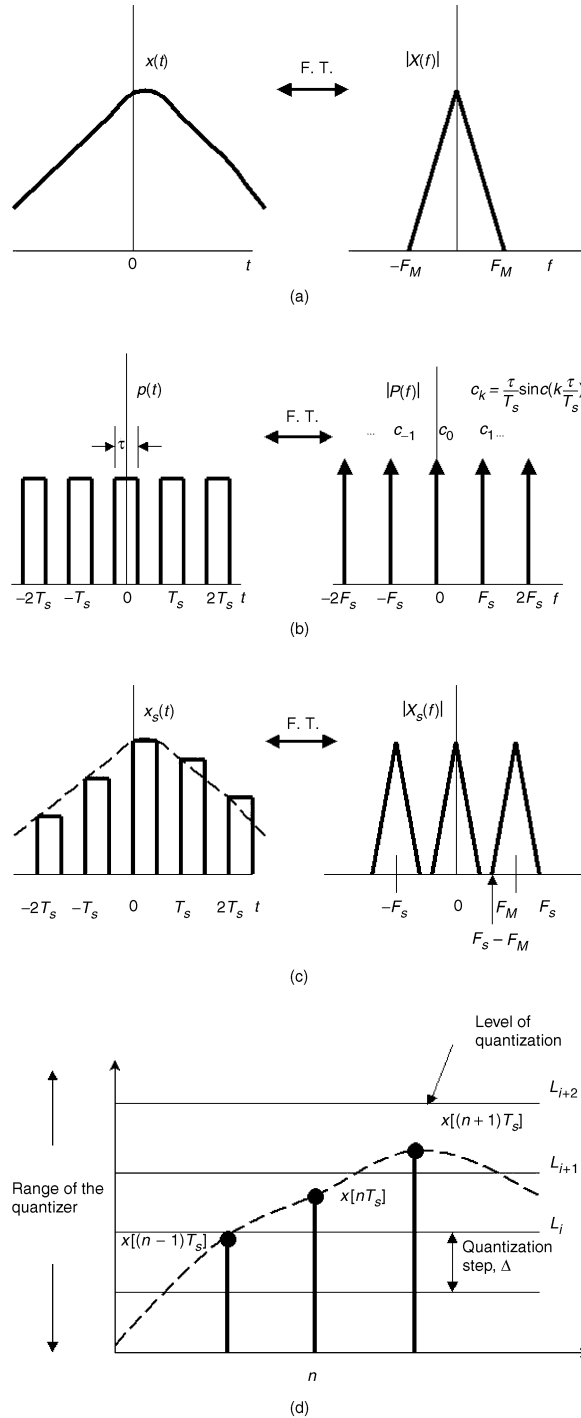 x(t)
F. T.
|X(f)|
0
t
−F_M
F_M
f
(a)
p(t)
F. T.
|P(f)|
c_k = τ/T_s sinc(k τ/T_s)
τ
... c_−1 c_0 c_1...
−2T_s −T_s 0 T_s 2T_s t
−2F_s −F_s 0 F_s 2F_s f
(b)
x_s(t)
F. T.
|X_s(f)|
−2T_s −T_s 0 T_s 2T_s t
−F_s 0 F_M F_s
F_s − F_M
(c)
Level of
quantization
L_i+2
x[(n + 1)T_s]
L_i+1
Range of the
quantizer
x[nT_s]
L_i
x[(n − 1)T_s]
Quantization
step, Δ
n
(d)